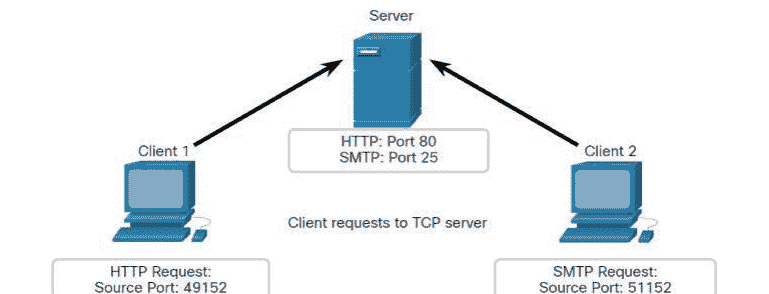 Server
HTTP: Port 80
SMTP: Port 25
Client 1
Client 2
Client requests to TCP server
HTTP Request:
Source Port: 49152
SMTP Request:
Source Port: 51152